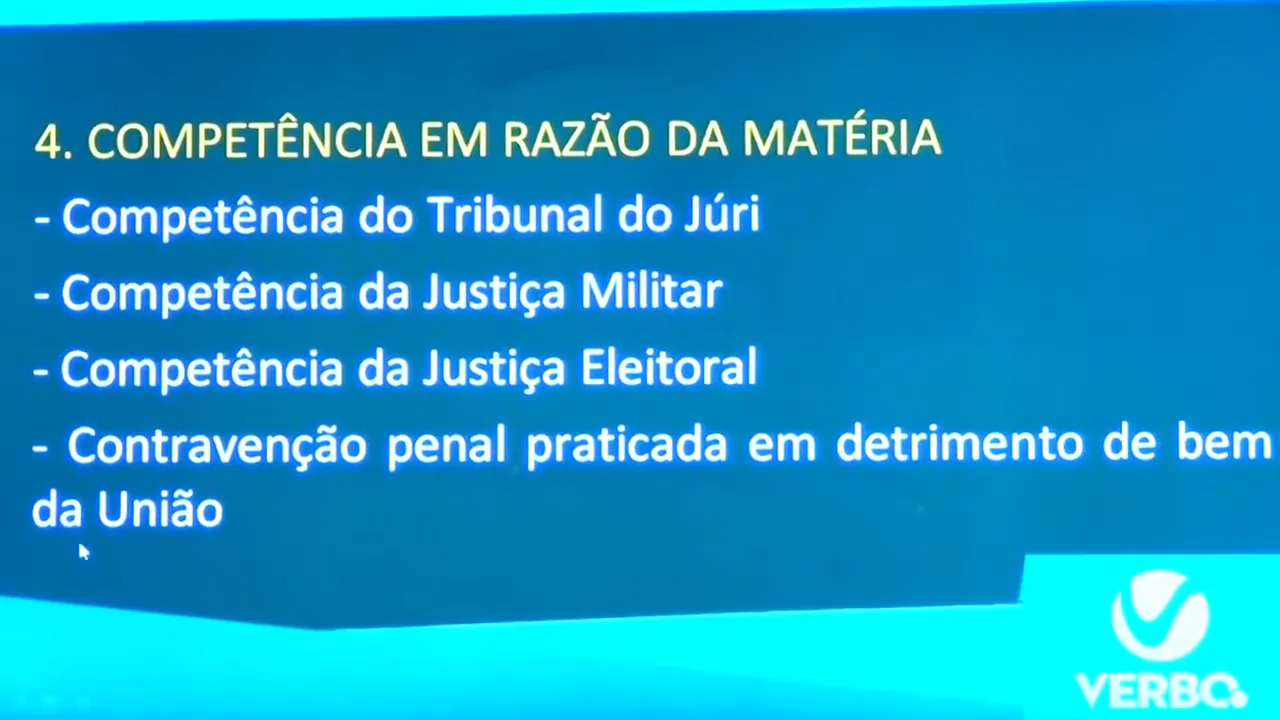 4. COMPETÊNCIA EM RAZÃO DA MATÉRIA
- Competência do Tribunal do Júri
- Competência da Justiça Militar
- Competência da Justiça Eleitoral
- Contravenção penal praticada em detrimento de bem
da União
VERBO.